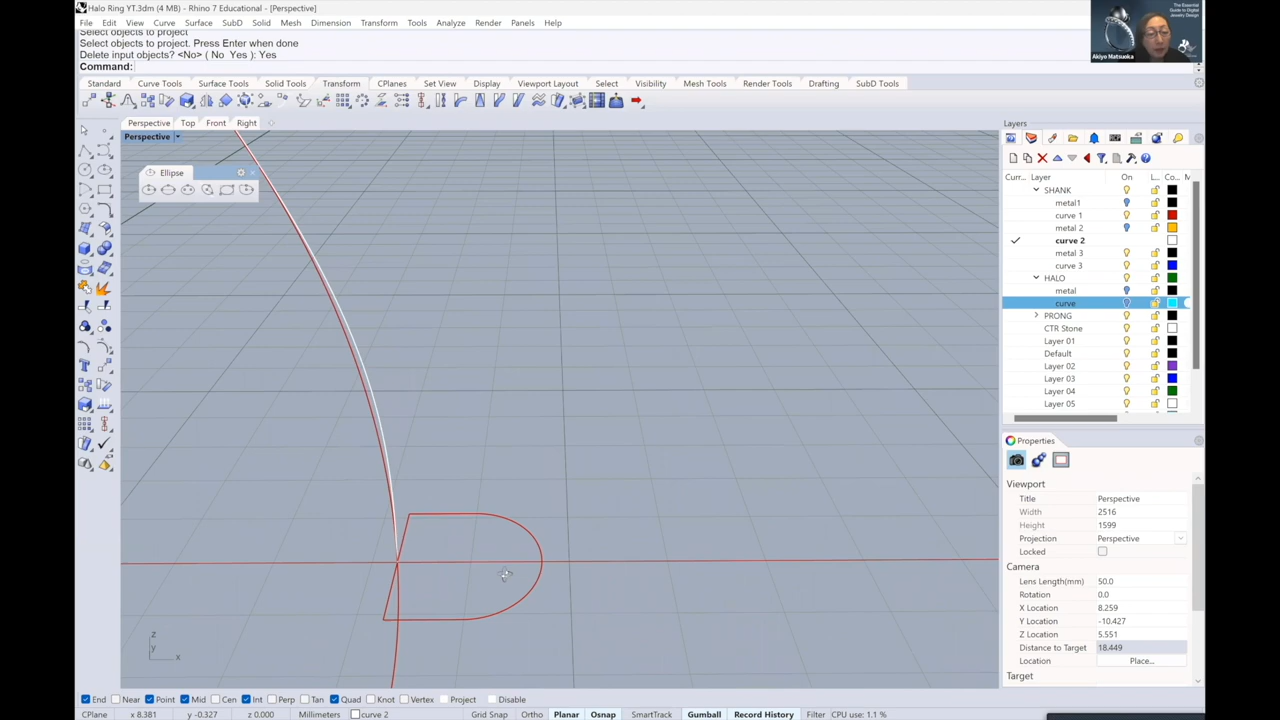 Halo Ring YT.3dm (4 MB) - Rhino 7 Educational - [Perspective]
File Edit View Curve Surface SubD Solid Mesh Dimension Transform Tools Analyze Render Panels Help
Select objects to project
Select objects to project. Press Enter when done
Delete input objects? <No> ( No Yes ): Yes
Command:
The Essential
Guide to Digital
Jewelry Design
Akiyo Matsuoka
Standard Curve Tools Surface Tools Solid Tools Transform CPlanes Set View Display Viewport Layout Select Visibility Mesh Tools Render Tools Drafting SubD Tools
Perspective Top Front Right
Perspective
Ellipse
z
y
x
Layers
Curr... Layer On L... Co... M
SHANK
metal1
curve 1
metal 2
curve 2
metal 3
curve 3
HALO
metal
curve
PRONG
CTR Stone
Layer 01
Default
Layer 02
Layer 03
Layer 04
Layer 05
Properties
Viewport
Title Perspective
Width 2516
Height 1599
Projection Perspective
Locked
Camera
Lens Length(mm) 50.0
Rotation 0.0
X Location 8.259
Y Location -10.427
Z Location 5.551
Distance to Target 18.449
Location Place...
Target
End Near Point Mid Cen Int Perp Tan Quad Knot Vertex Project Disable
CPlane x 8.381 y -0.327 z 0.000 Millimeters curve 2 Grid Snap Ortho Planar Osnap SmartTrack Gumball Record History Filter CPU use: 1.1 %